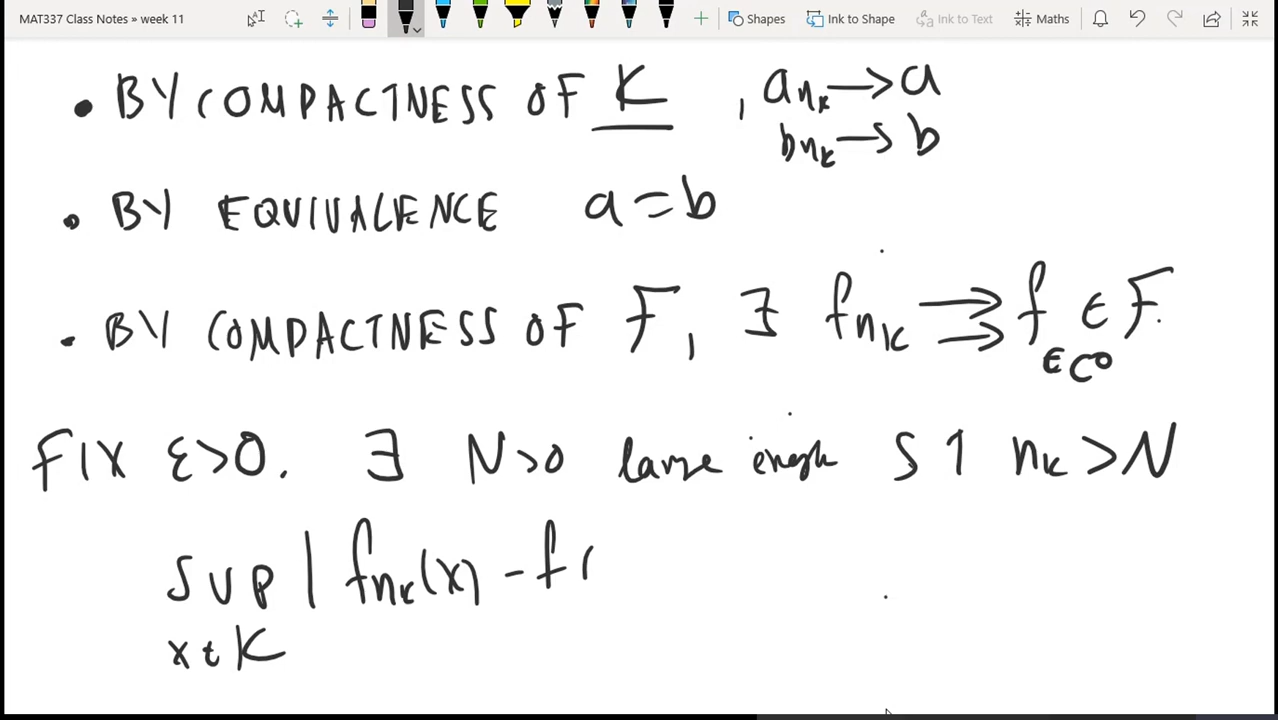 MAT337 Class Notes » week 11
Shapes Ink to Shape Ink to Text Maths
• BY COMPACTNESS OF K , a_{n_k} → a
b_{n_k} → b
• BY EQUIVALENCE a = b
• BY COMPACTNESS OF F, ∃ f_{n_k} ⇉ f ∈ F
∈ C⁰
FIX ε>0. ∃ N>0 large enough ST n_k > N
SUP | f_{n_k}(x) - f(
x ∈ K